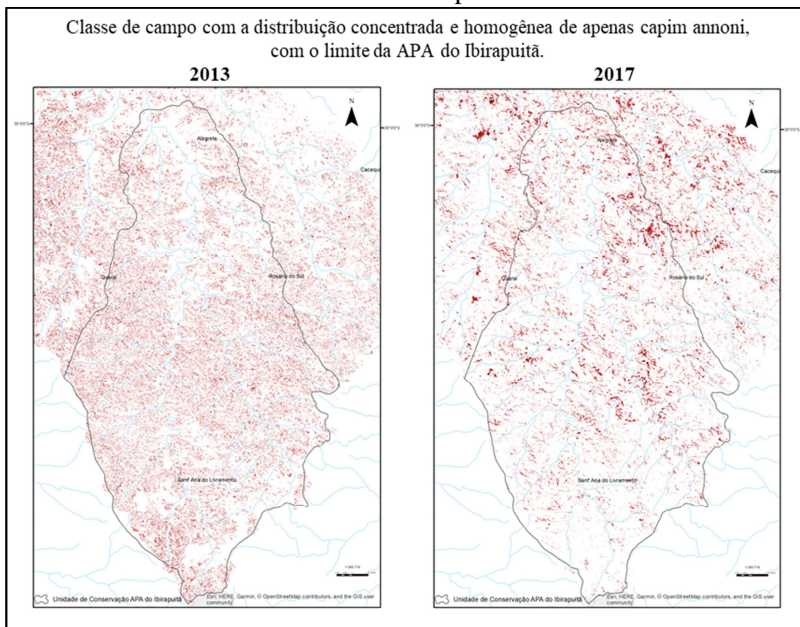 Classe de campo com a distribuição concentrada e homogênea de apenas capim annoni,
com o limite da APA do Ibirapuitã.
2013
2017
N
Alegrete
Cacequi
Quaraí
Rosário do Sul
Sant' Ana do Livramento
Unidade de Conservação APA do Ibirapuitã
Esri, HERE, Garmin, © OpenStreetMap contributors, and the GIS user
community
N
Alegrete
Cacequi
Rosário do Sul
Sant' Ana do Livramento
Unidade de Conservação APA do Ibirapuitã
Esri, HERE, Garmin, © OpenStreetMap contributors, and the GIS user
community